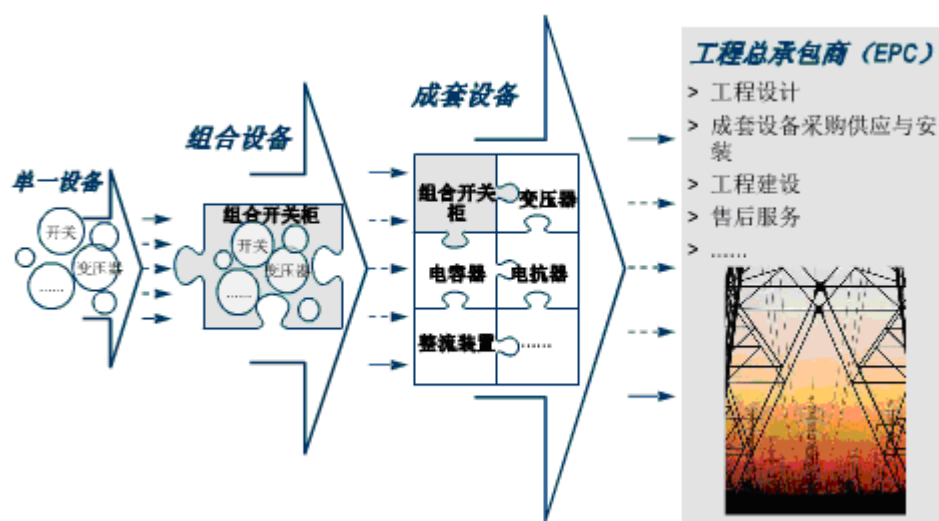 单一设备
开关
变压器
……
组合设备
组合开关柜
开关
变压器
……
成套设备
组合开关
柜
变压器
电容器
电抗器
整流装置
……
工程总承包商（EPC）
> 工程设计
> 成套设备采购供应与安
装
> 工程建设
> 售后服务
> ……